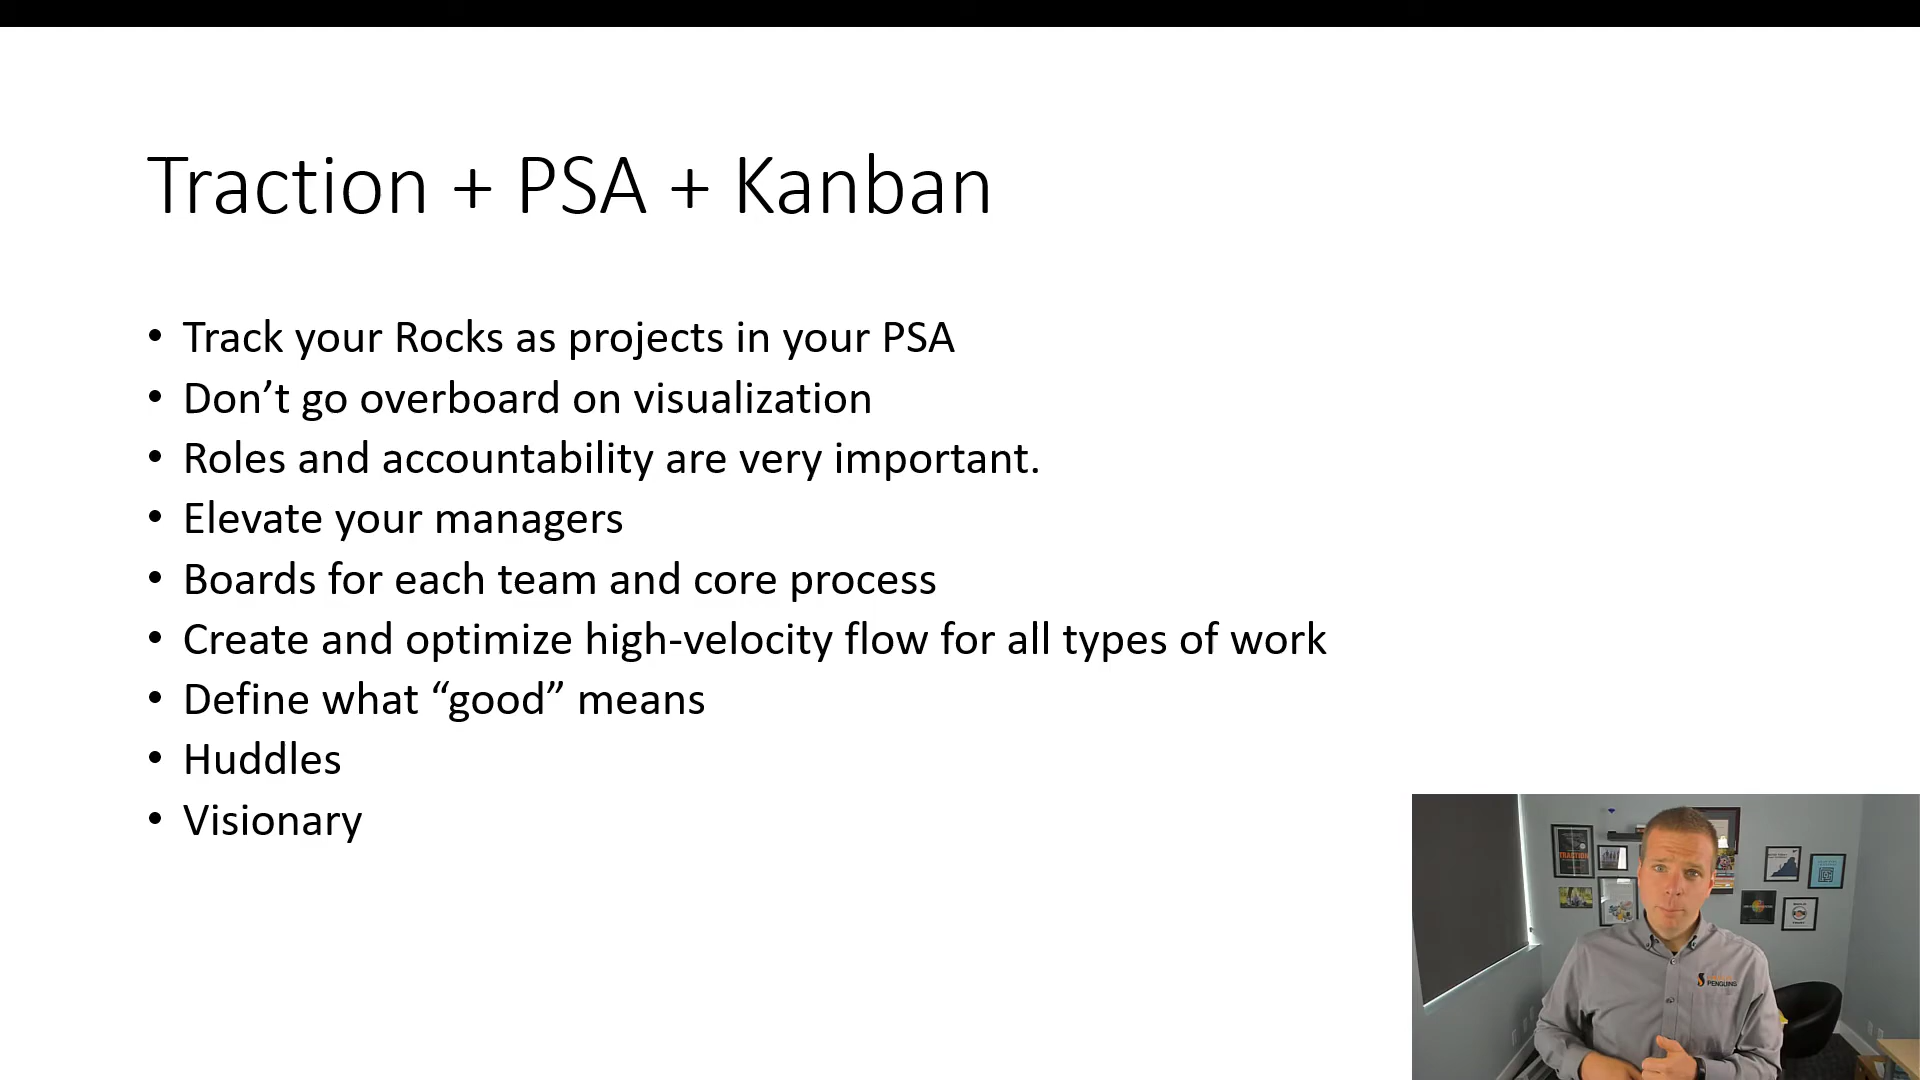 Traction + PSA + Kanban
• Track your Rocks as projects in your PSA
• Don’t go overboard on visualization
• Roles and accountability are very important.
• Elevate your managers
• Boards for each team and core process
• Create and optimize high-velocity flow for all types of work
• Define what “good” means
• Huddles
• Visionary
TRACTION
PENGUINS